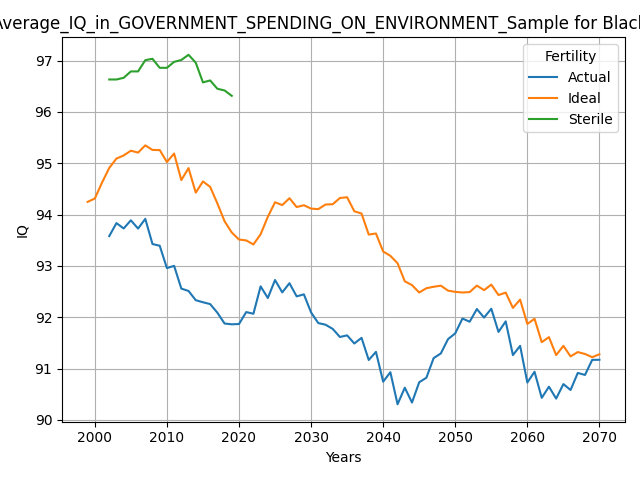 Average_IQ_in_GOVERNMENT_SPENDING_ON_ENVIRONMENT_Sample for Blac
Fertility
Actual
Ideal
Sterile
IQ
97
96
95
94
93
92
91
90
2000
2010
2020
2030
2040
2050
2060
2070
Years